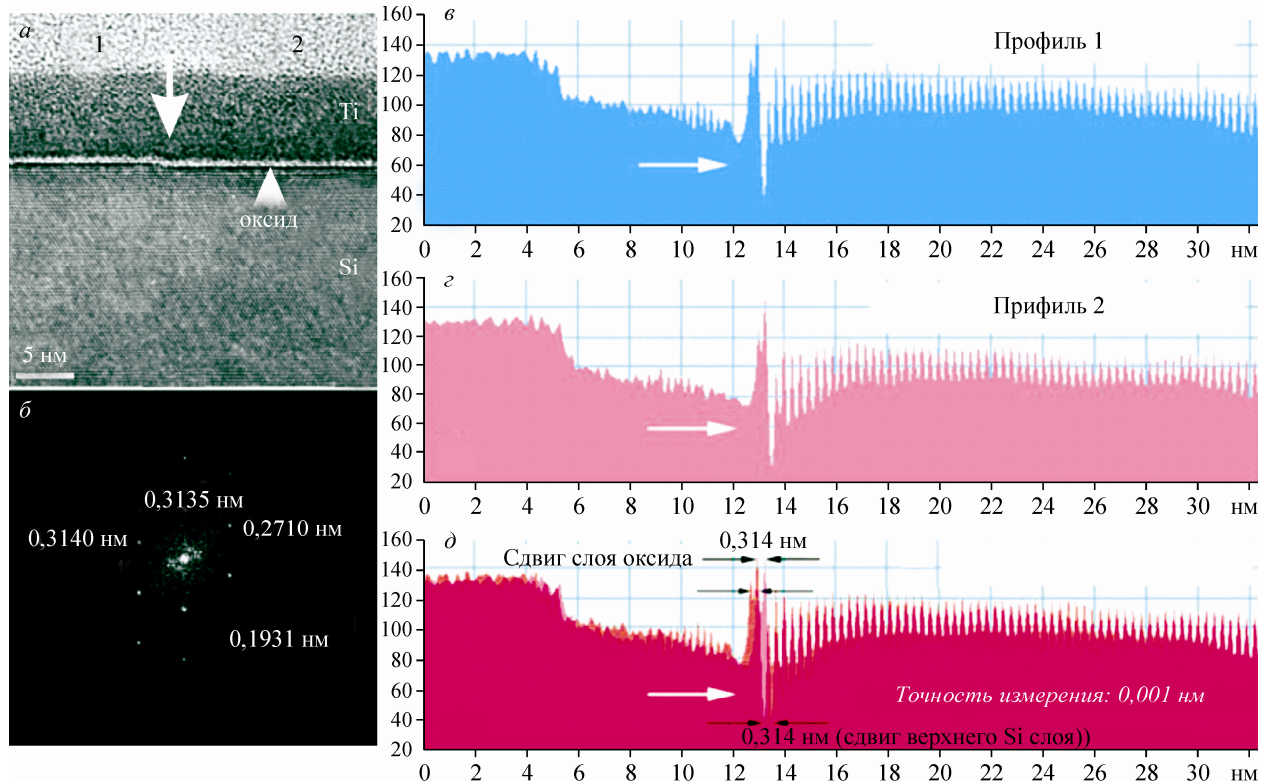 а
1
2
Ti
оксид
Si
5 нм
б
0,3135 нм
0,3140 нм
0,2710 нм
0,1931 нм
в
160
140
120
100
80
60
40
20
Профиль 1
0 2 4 6 8 10 12 14 16 18 20 22 24 26 28 30 нм
г
160
140
120
100
80
60
40
20
Прифиль 2
0 2 4 6 8 10 12 14 16 18 20 22 24 26 28 30 нм
д
160
140
120
100
80
60
40
20
0,314 нм
Сдвиг слоя оксида
Точность измерения: 0,001 нм
0,314 нм (сдвиг верхнего Si слоя))
0 2 4 6 8 10 12 14 16 18 20 22 24 26 28 30 нм